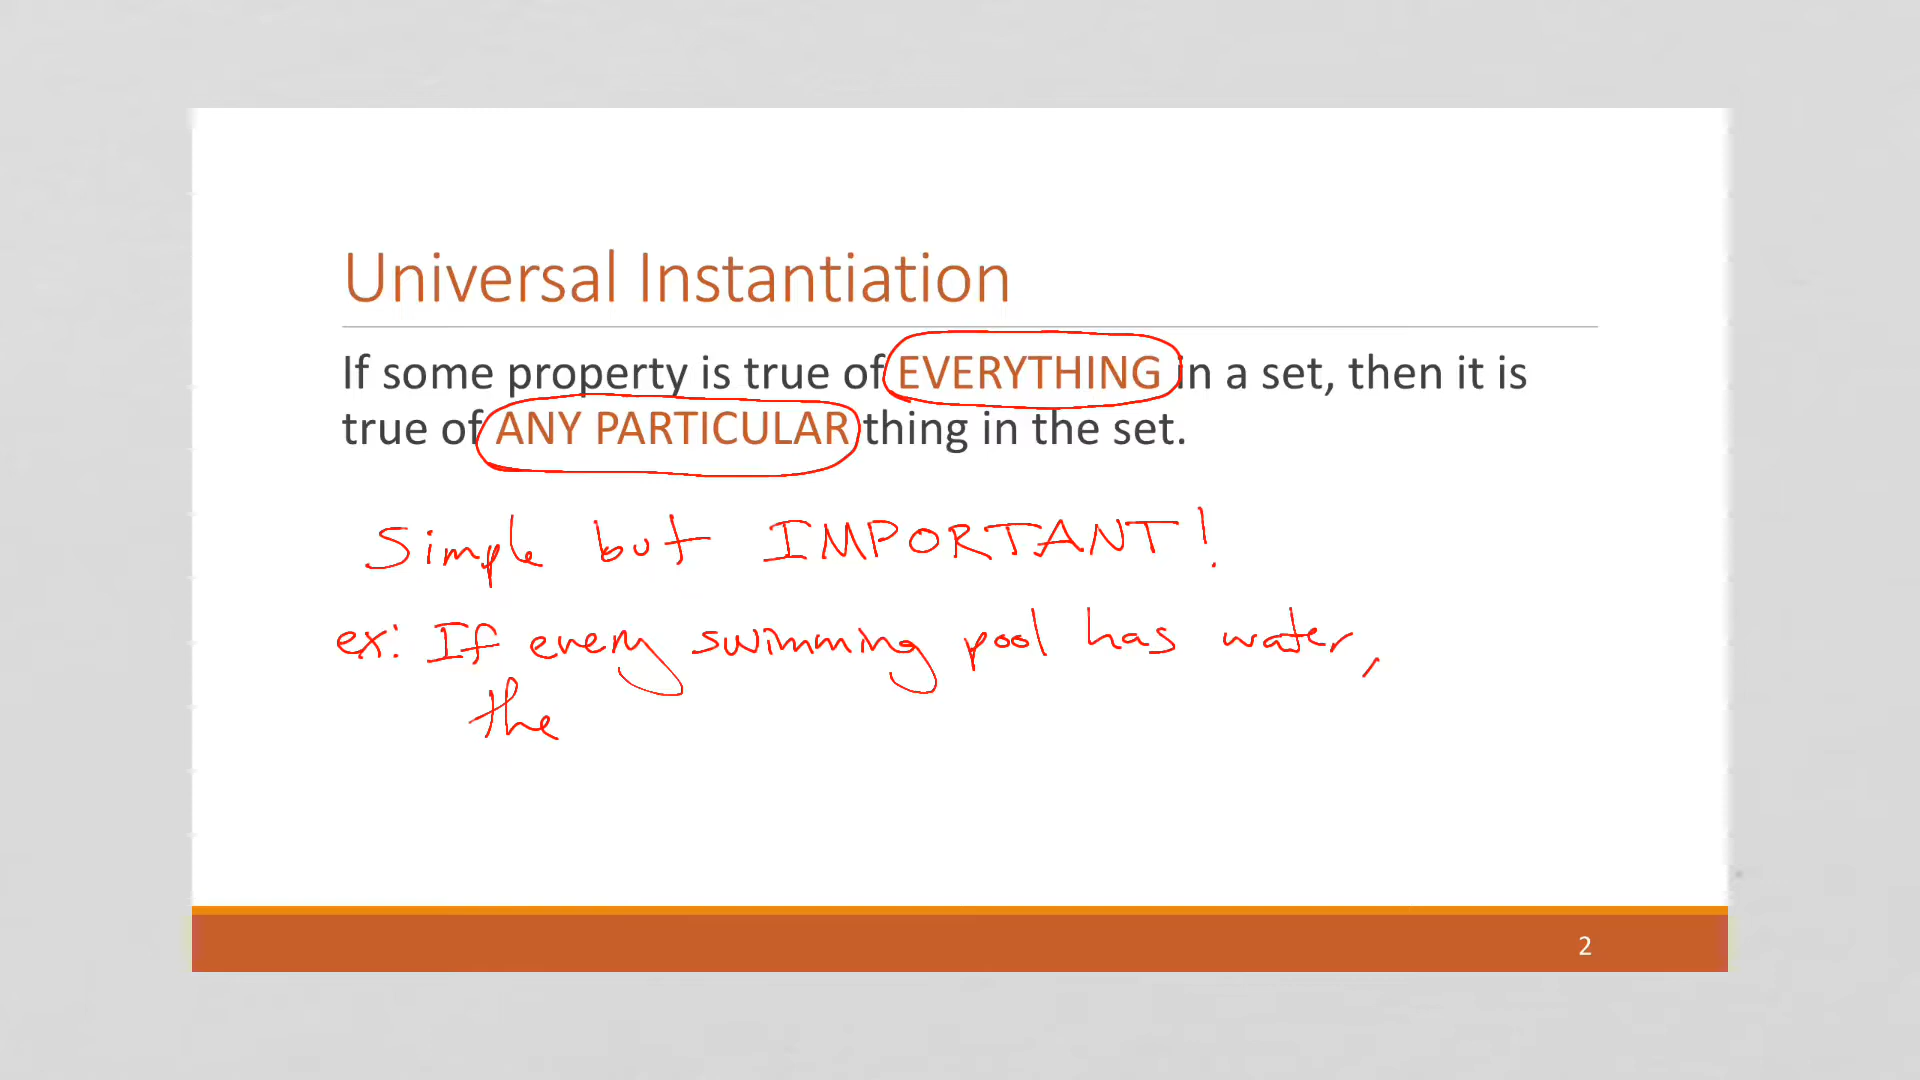 Universal Instantiation
If some property is true of EVERYTHING in a set, then it is
true of ANY PARTICULAR thing in the set.
Simple but IMPORTANT!
ex: If every swimming pool has water,
the
2